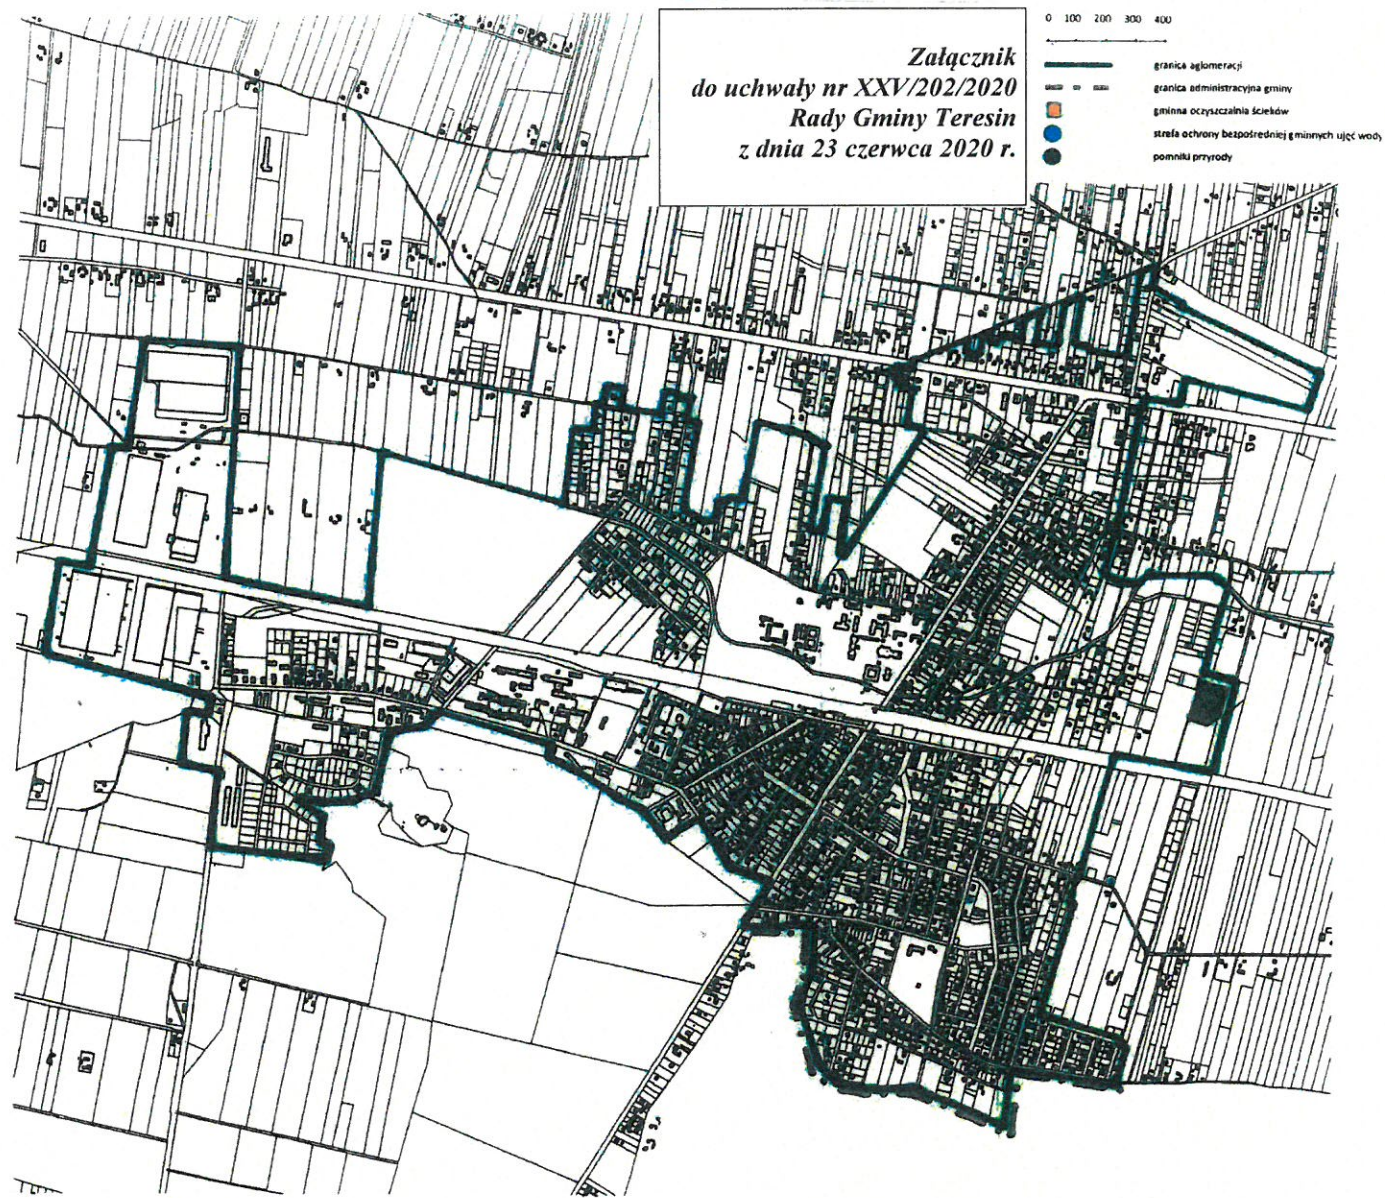 Załącznik
do uchwały nr XXV/202/2020
Rady Gminy Teresin
z dnia 23 czerwca 2020 r.
0 100 200 300 400
granica aglomeracji
granica administracyjna gminy
gminna oczyszczalnia ścieków
strefa ochrony bezpośredniej gminnych ujęć wody
pomniki przyrody